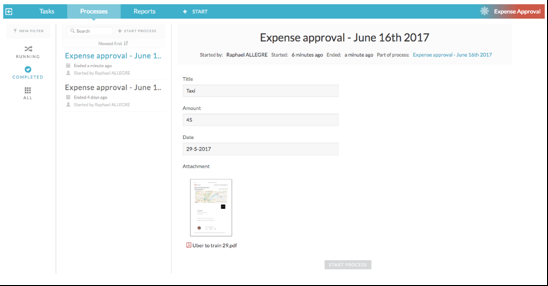 Tasks
Processes
Reports
+ START
Expense Approval
NEW FILTER
RUNNING
COMPLETED
ALL
Search
+ START PROCESS
Newest first
Expense approval - June 1...
Ended a minute ago
Started by Raphael ALLEGRE
Expense approval - June 1...
Ended 4 days ago
Started by Raphael ALLEGRE
Expense approval - June 16th 2017
Started by: Raphael ALLEGRE Started: 6 minutes ago Ended: a minute ago Part of process: Expense approval - June 16th 2017
Title
Taxi
Amount
45
Date
29-5-2017
Attachment
Uber to train 29.pdf
START PROCESS